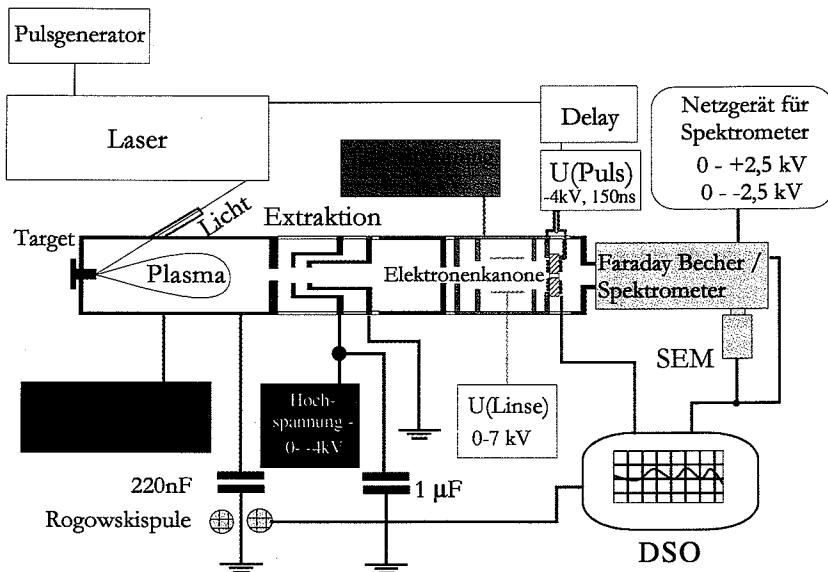 Pulsgenerator
Laser
Delay
Netzgerät für
Spektrometer
0 - +2,5 kV
0 - -2,5 kV
U(Puls)
-4kV, 150ns
Licht
Extraktion
Target
Plasma
Elektronenkanone
Faraday Becher /
Spektrometer
SEM
Hoch-
spannung -
0- -4kV
U(Linse)
0-7 kV
220nF
1 µF
Rogowskispule
DSO